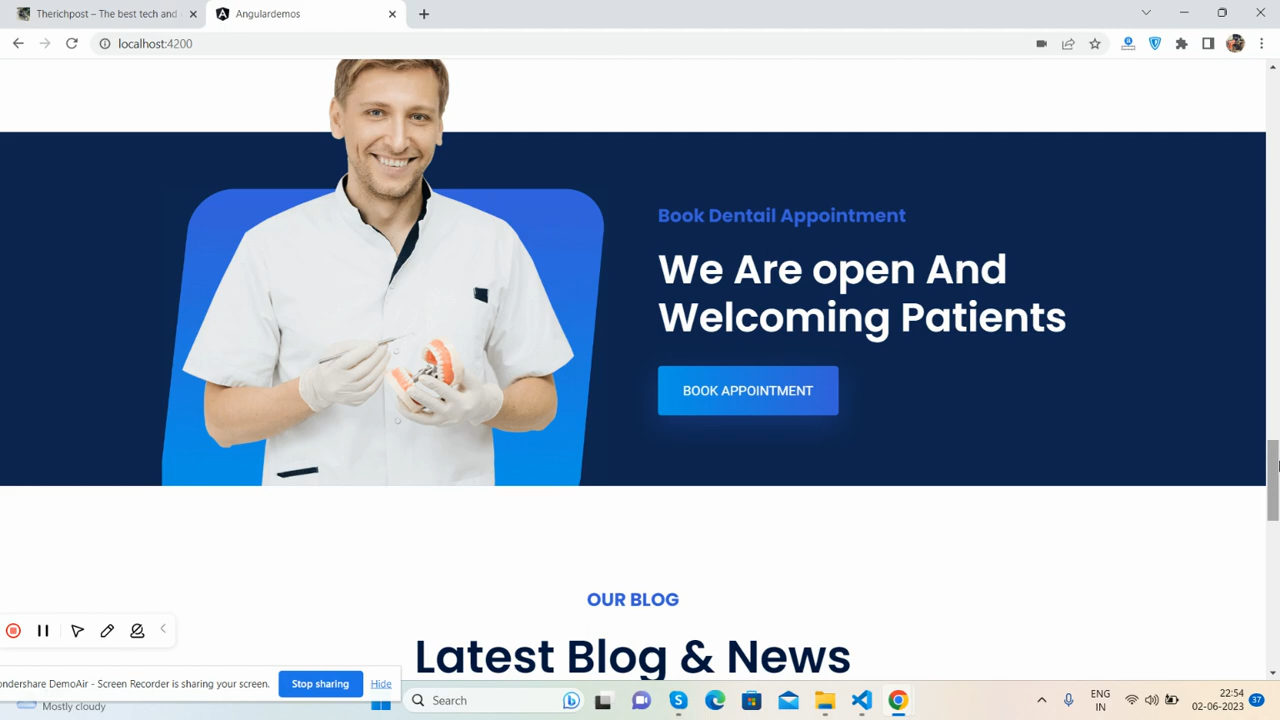 Therichpost – The best tech and
Angulardemos
localhost:4200
Book Dentail Appointment
We Are open And
Welcoming Patients
BOOK APPOINTMENT
OUR BLOG
Latest Blog & News
ondershare DemoAir – Screen Recorder is sharing your screen.
Stop sharing
Hide
Mostly cloudy
Search
ENG
IN
22:54
02-06-2023
37